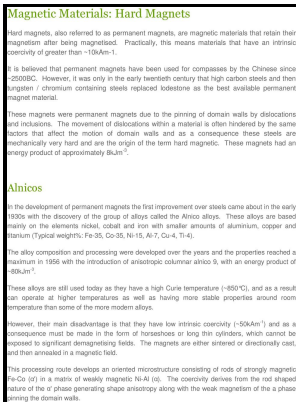 Magnetic Materials: Hard Magnets
Hard magnets, also referred to as permanent magnets, are magnetic materials that retain their
magnetism after being magnetised. Practically, this means materials that have an intrinsic
coercivity of greater than ~10kAm-1.
It is believed that permanent magnets have been used for compasses by the Chinese since
~2500BC. However, it was only in the early twentieth century that high carbon steels and then
tungsten / chromium containing steels replaced lodestone as the best available permanent
magnet material.
These magnets were permanent magnets due to the pinning of domain walls by dislocations
and inclusions. The movement of dislocations within a material is often hindered by the same
factors that affect the motion of domain walls and as a consequence these steels are
mechanically very hard and are the origin of the term hard magnetic. These magnets had an
energy product of approximately 8kJm⁻³.
Alnicos
In the development of permanent magnets the first improvement over steels came about in the early
1930s with the discovery of the group of alloys called the Alnico alloys. These alloys are based
mainly on the elements nickel, cobalt and iron with smaller amounts of aluminium, copper and
titanium (Typical weight%: Fe-35, Co-35, Ni-15, Al-7, Cu-4, Ti-4).
The alloy composition and processing were developed over the years and the properties reached a
maximum in 1956 with the introduction of anisotropic columnar alnico 9, with an energy product of
~80kJm⁻³.
These alloys are still used today as they have a high Curie temperature (~850°C), and as a result
can operate at higher temperatures as well as having more stable properties around room
temperature than some of the more modern alloys.
However, their main disadvantage is that they have low intrinsic coercivity (~50kAm⁻¹) and as a
consequence must be made in the form of horseshoes or long thin cylinders, which cannot be
exposed to significant demagnetising fields. The magnets are either sintered or directionally cast,
and then annealed in a magnetic field.
This processing route develops an oriented microstructure consisting of rods of strongly magnetic
Fe-Co (α') in a matrix of weakly magnetic Ni-Al (α). The coercivity derives from the rod shaped
nature of the α' phase generating shape anisotropy along with the weak magnetism of the α phase
pinning the domain walls.